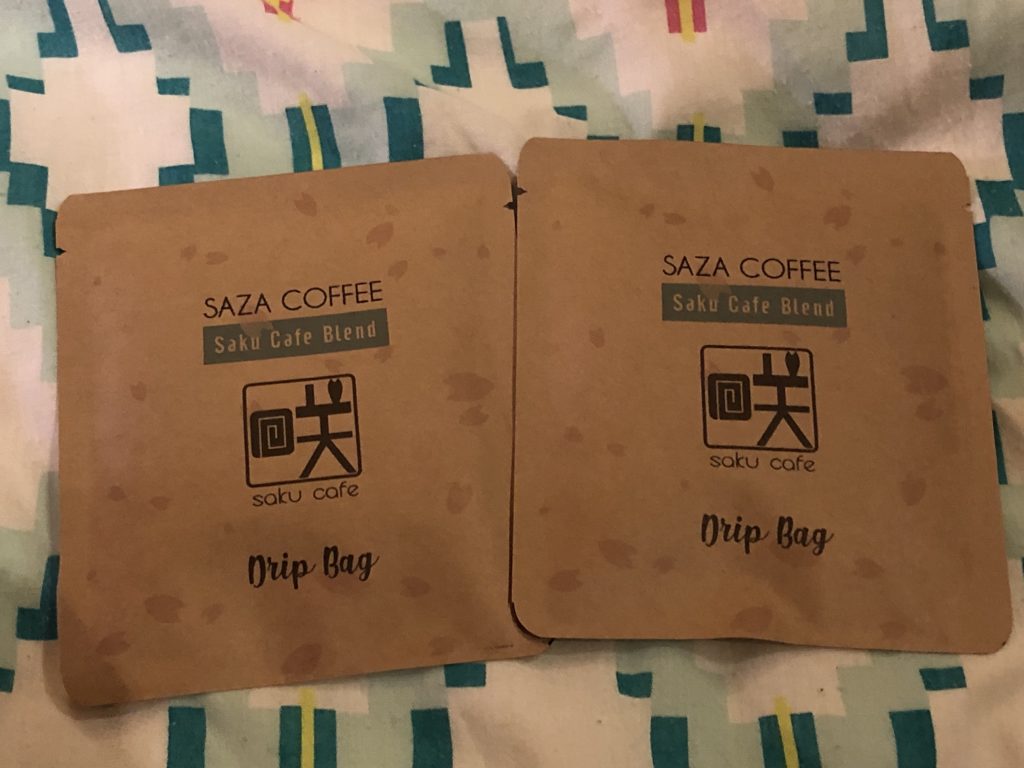 SAZA COFFEE
Saku Cafe Blend
咲
saku cafe
Drip Bag
SAZA COFFEE
Saku Cafe Blend
咲
saku cafe
Drip Bag